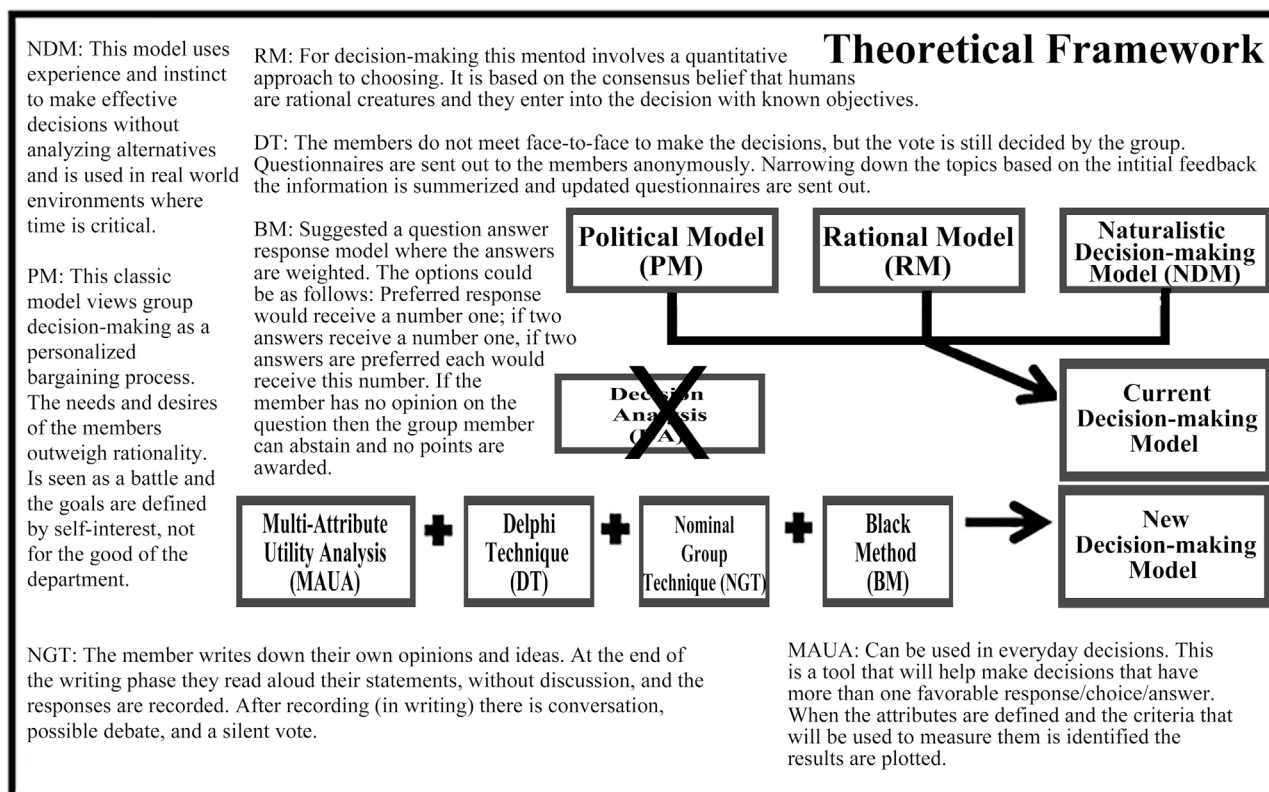 Theoretical Framework
NDM: This model uses
experience and instinct
to make effective
decisions without
analyzing alternatives
and is used in real world
environments where
time is critical.
PM: This classic
model views group
decision-making as a
personalized
bargaining process.
The needs and desires
of the members
outweigh rationality.
Is seen as a battle and
the goals are defined
by self-interest, not
for the good of the
department.
RM: For decision-making this mentod involves a quantitative
approach to choosing. It is based on the consensus belief that humans
are rational creatures and they enter into the decision with known objectives.
DT: The members do not meet face-to-face to make the decisions, but the vote is still decided by the group.
Questionnaires are sent out to the members anonymously. Narrowing down the topics based on the intitial feedback
the information is summerized and updated questionnaires are sent out.
BM: Suggested a question answer
response model where the answers
are weighted. The options could
be as follows: Preferred response
would receive a number one; if two
answers receive a number one, if two
answers are preferred each would
receive this number. If the
member has no opinion on the
question then the group member
can abstain and no points are
awarded.
Political Model
(PM)
Rational Model
(RM)
Naturalistic
Decision-making
Model (NDM)
Decision
Analysis
(DA)
Current
Decision-making
Model
Multi-Attribute
Utility Analysis
(MAUA)
+
Delphi
Technique
(DT)
+
Nominal
Group
Technique (NGT)
+
Black
Method
(BM)
New
Decision-making
Model
NGT: The member writes down their own opinions and ideas. At the end of
the writing phase they read aloud their statements, without discussion, and the
responses are recorded. After recording (in writing) there is conversation,
possible debate, and a silent vote.
MAUA: Can be used in everyday decisions. This
is a tool that will help make decisions that have
more than one favorable response/choice/answer.
When the attributes are defined and the criteria that
will be used to measure them is identified the
results are plotted.